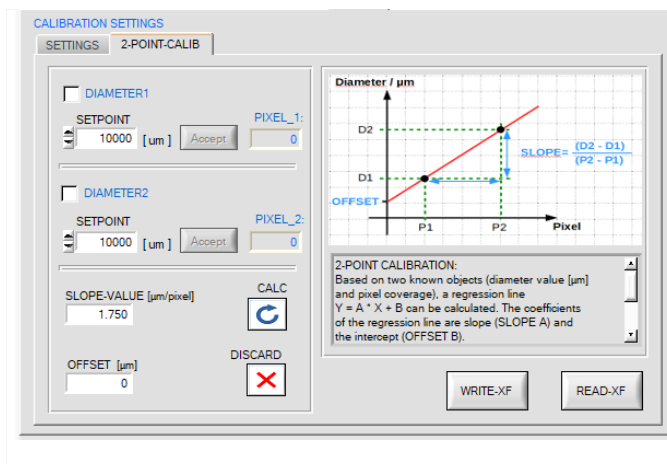 CALIBRATION SETTINGS
SETTINGS
2-POINT-CALIB
DIAMETER1
SETPOINT
PIXEL_1:
10000
[ um ]
Accept
0
DIAMETER2
SETPOINT
PIXEL_2:
10000
[ um ]
Accept
0
SLOPE-VALUE [µm/pixel]
CALC
1.750
OFFSET [µm]
DISCARD
0
Diameter / µm
D2
SLOPE= (D2 - D1)
(P2 - P1)
D1
OFFSET
P1
P2
Pixel
2-POINT CALIBRATION:
Based on two known objects (diameter value [µm]
and pixel coverage), a regression line
Y = A * X + B can be calculated. The coefficients
of the regression line are slope (SLOPE A) and
the intercept (OFFSET B).
WRITE-XF
READ-XF